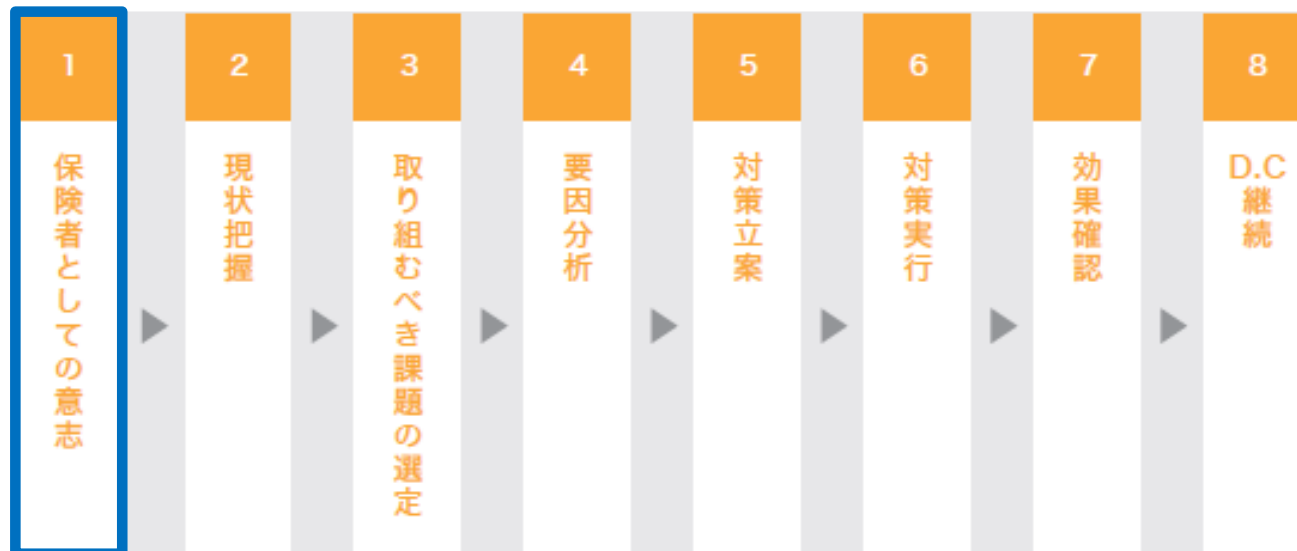 1
保険者としての意志
2
現状把握
3
取り組むべき課題の選定
4
要因分析
5
対策立案
6
対策実行
7
効果確認
8
D.C
継続